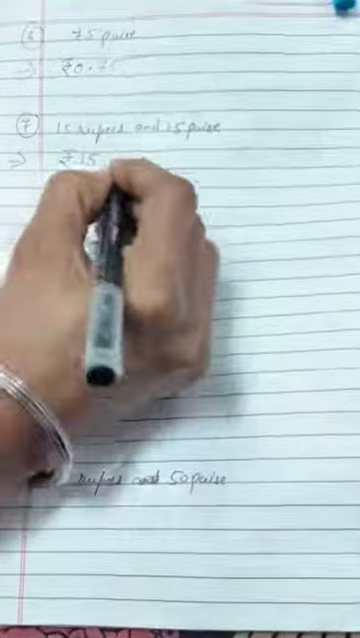 6 75 paise
⇒ ₹0.75
7 15 rupees and 15 paise
⇒ ₹15
rupees and 50 paise